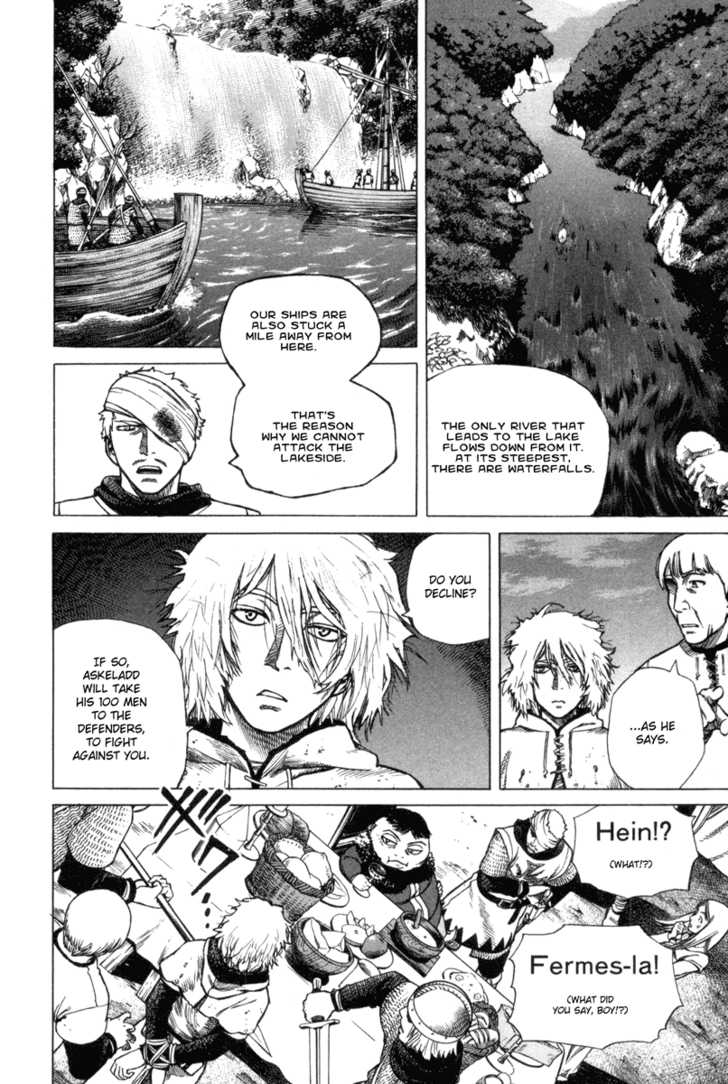 THE ONLY RIVER THAT
LEADS TO THE LAKE
FLOWS DOWN FROM IT.
AT ITS STEEPEST,
THERE ARE WATERFALLS.
OUR SHIPS ARE
ALSO STUCK A
MILE AWAY FROM
HERE.
THAT'S
THE REASON
WHY WE CANNOT
ATTACK THE
LAKESIDE.
...AS HE
SAYS.
DO YOU
DECLINE?
IF SO,
ASKELADD
WILL TAKE
HIS 100 MEN
TO THE
DEFENDERS,
TO FIGHT
AGAINST YOU.
Hein!?
(WHAT!?)
Fermes-la!
(WHAT DID
YOU SAY, BOY!?)
ギロッ…